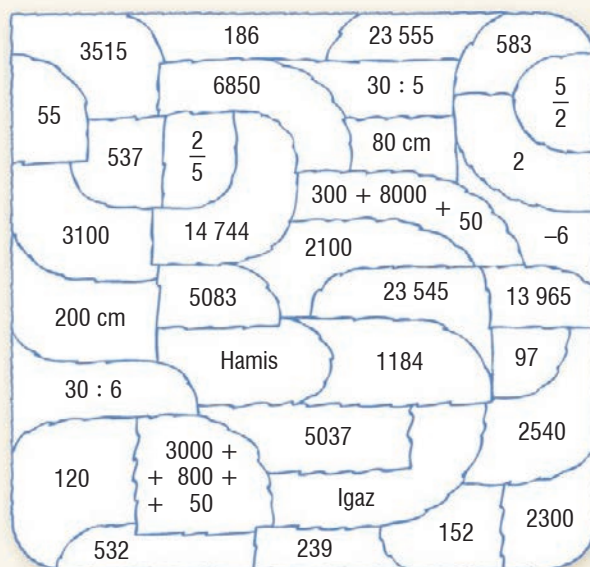 3515 186 23 555 583
55 6850 30 : 5 5/2
537 2/5 80 cm 2
300 + 8000 + 50
3100 14 744 2100 –6
200 cm 5083 23 545 13 965
Hamis 1184 97
30 : 6
5037 2540
120 3000 +
+ 800 +
+ 50
Igaz
532 239 152 2300